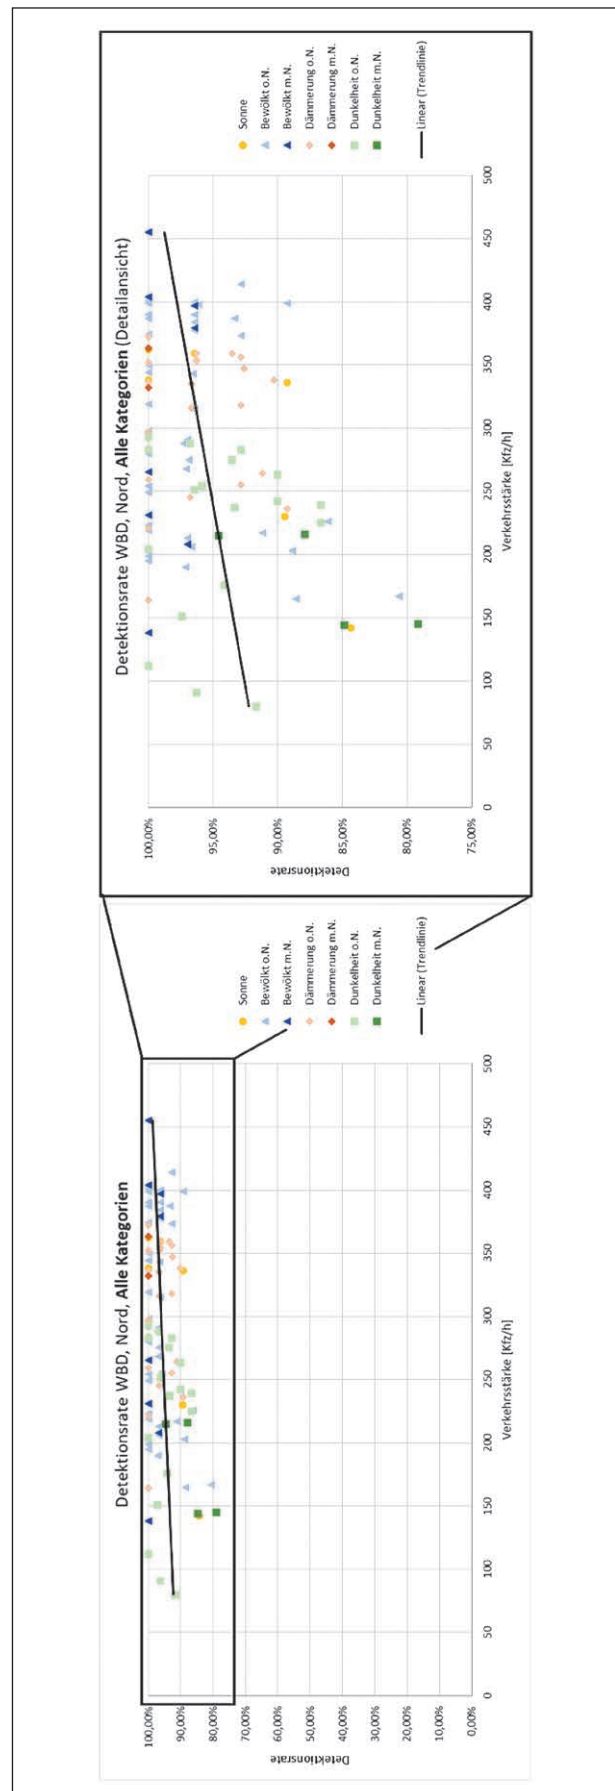 Detektionsrate WBD, Nord, Alle Kategorien
Detektionsrate
100,00%
90,00%
80,00%
70,00%
60,00%
50,00%
40,00%
30,00%
20,00%
10,00%
0,00%
0
50
100
150
200
250
300
350
400
450
500
Verkehrsstärke [Kfz/h]
Sonne
Bewölkt o.N.
Bewölkt m.N.
Dämmerung o.N.
Dämmerung m.N.
Dunkelheit o.N.
Dunkelheit m.N.
Linear (Trendlinie)
Detektionsrate WBD, Nord, Alle Kategorien (Detailansicht)
Detektionsrate
100,00%
95,00%
90,00%
85,00%
80,00%
75,00%
0
50
100
150
200
250
300
350
400
450
500
Verkehrsstärke [Kfz/h]
Sonne
Bewölkt o.N.
Bewölkt m.N.
Dämmerung o.N.
Dämmerung m.N.
Dunkelheit o.N.
Dunkelheit m.N.
Linear (Trendlinie)